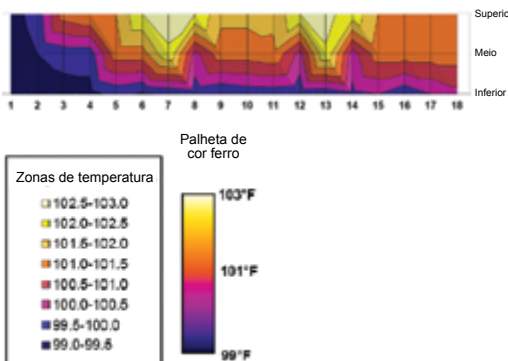 Superior
Meio
Inferior
1 2 3 4 5 6 7 8 9 10 11 12 13 14 15 16 17 18
Palheta de
cor ferro
Zonas de temperatura
102.5-103.0
102.0-102.5
101.5-102.0
101.0-101.5
100.5-101.0
100.0-100.5
99.5-100.0
99.0-99.5
103°F
101°F
99°F